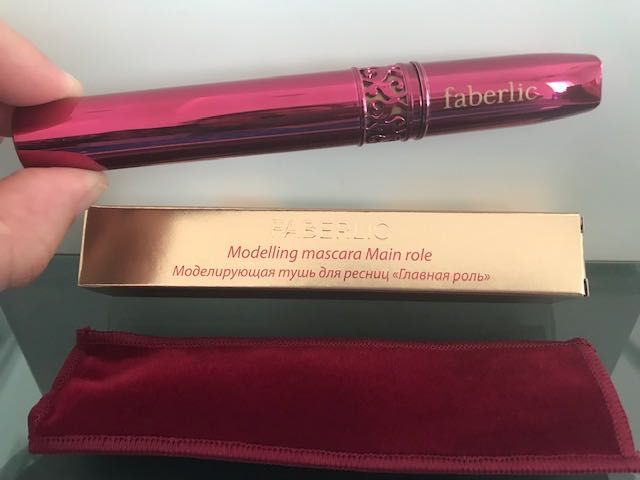 faberlic
FABERLIC
Modelling mascara Main role
Моделирующая тушь для ресниц «Главная роль»